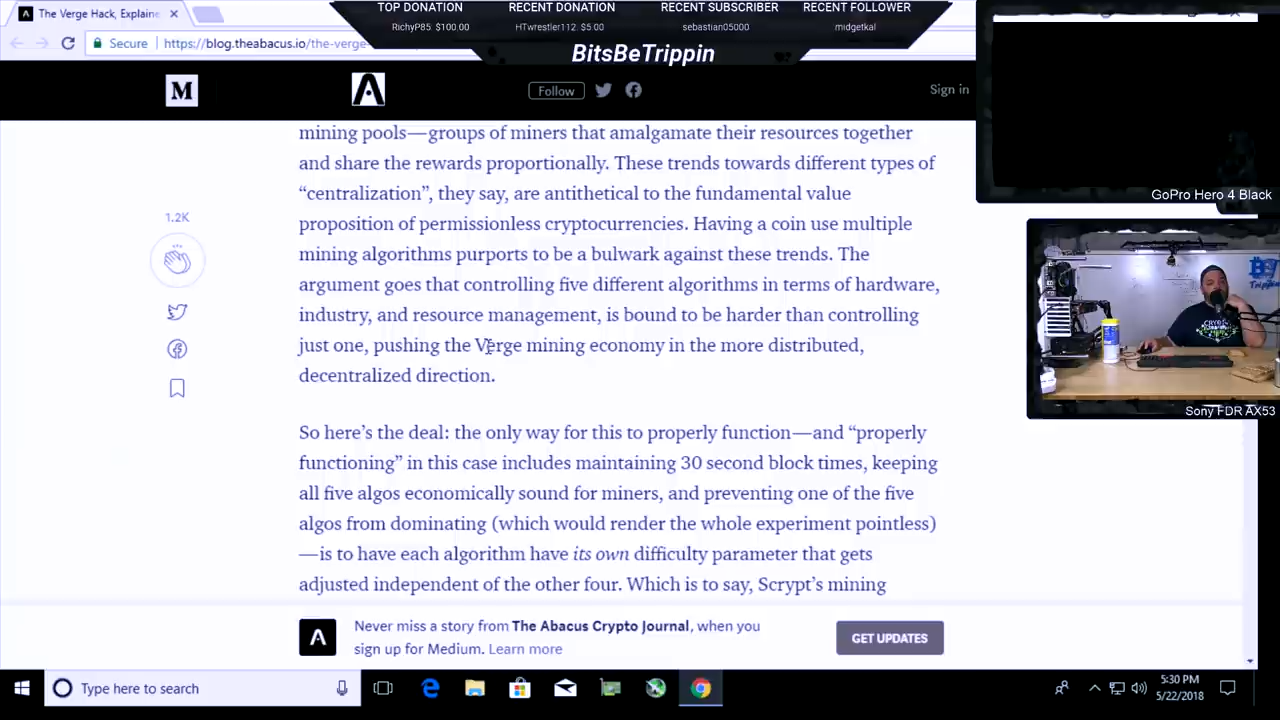 The Verge Hack, Explaine
TOP DONATION
RichyP85 $100.00
RECENT DONATION
HTwrestler112: $5.00
RECENT SUBSCRIBER
sebastian05000
RECENT FOLLOWER
midgetkal
BitsBeTrippin
Secure
https://blog.theabacus.io/the-verge-
M
A
Follow
Sign in
GoPro Hero 4 Black
Sony FDR AX53
mining pools—groups of miners that amalgamate their resources together
and share the rewards proportionally. These trends towards different types of
“centralization”, they say, are antithetical to the fundamental value
proposition of permissionless cryptocurrencies. Having a coin use multiple
mining algorithms purports to be a bulwark against these trends. The
argument goes that controlling five different algorithms in terms of hardware,
industry, and resource management, is bound to be harder than controlling
just one, pushing the Verge mining economy in the more distributed,
decentralized direction.
1.2K
So here’s the deal: the only way for this to properly function—and “properly
functioning” in this case includes maintaining 30 second block times, keeping
all five algos economically sound for miners, and preventing one of the five
algos from dominating (which would render the whole experiment pointless)
—is to have each algorithm have its own difficulty parameter that gets
adjusted independent of the other four. Which is to say, Scrypt’s mining
A
Never miss a story from The Abacus Crypto Journal, when you
sign up for Medium. Learn more
GET UPDATES
Type here to search
5:30 PM
5/22/2018